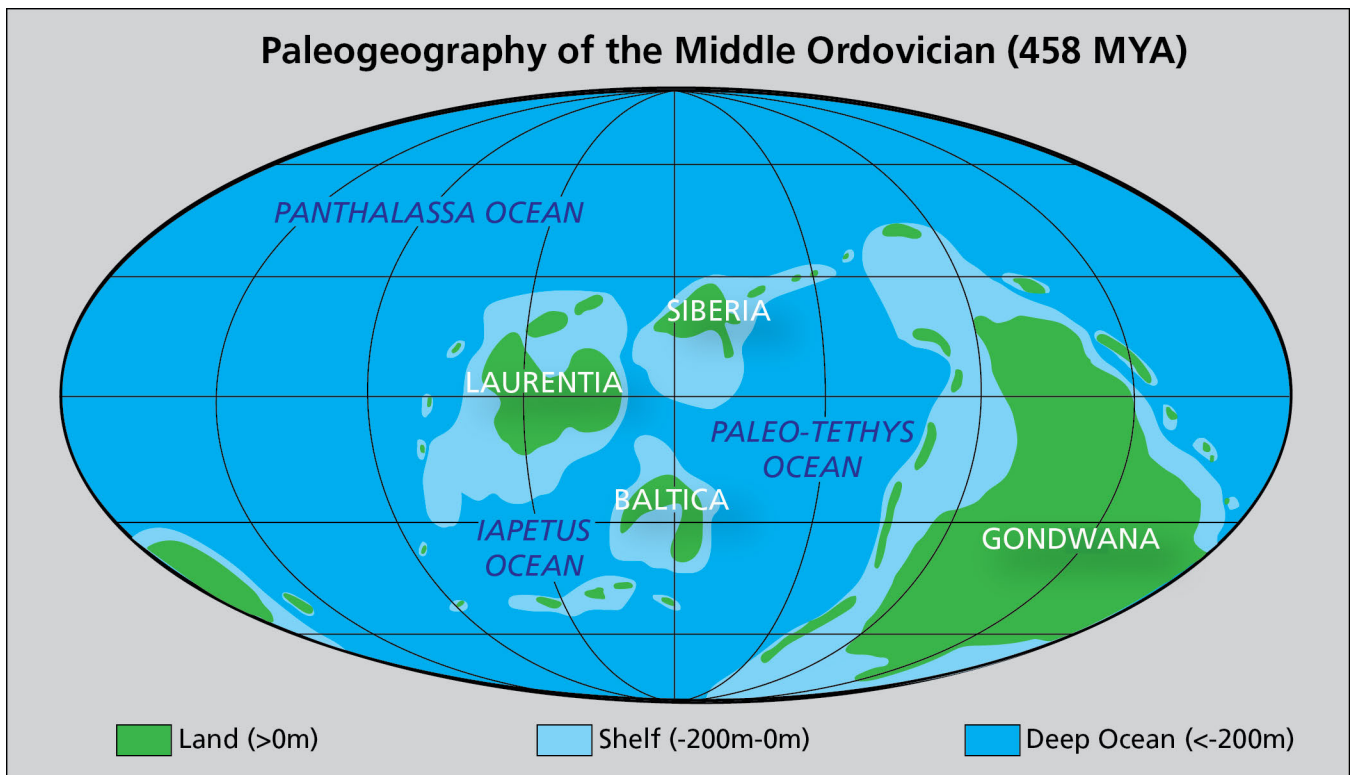 Paleogeography of the Middle Ordovician (458 MYA)
PANTHALASSA OCEAN
SIBERIA
LAURENTIA
PALEO-TETHYS
OCEAN
BALTICA
IAPETUS
OCEAN
GONDWANA
Land (>0m)
Shelf (-200m-0m)
Deep Ocean (<-200m)